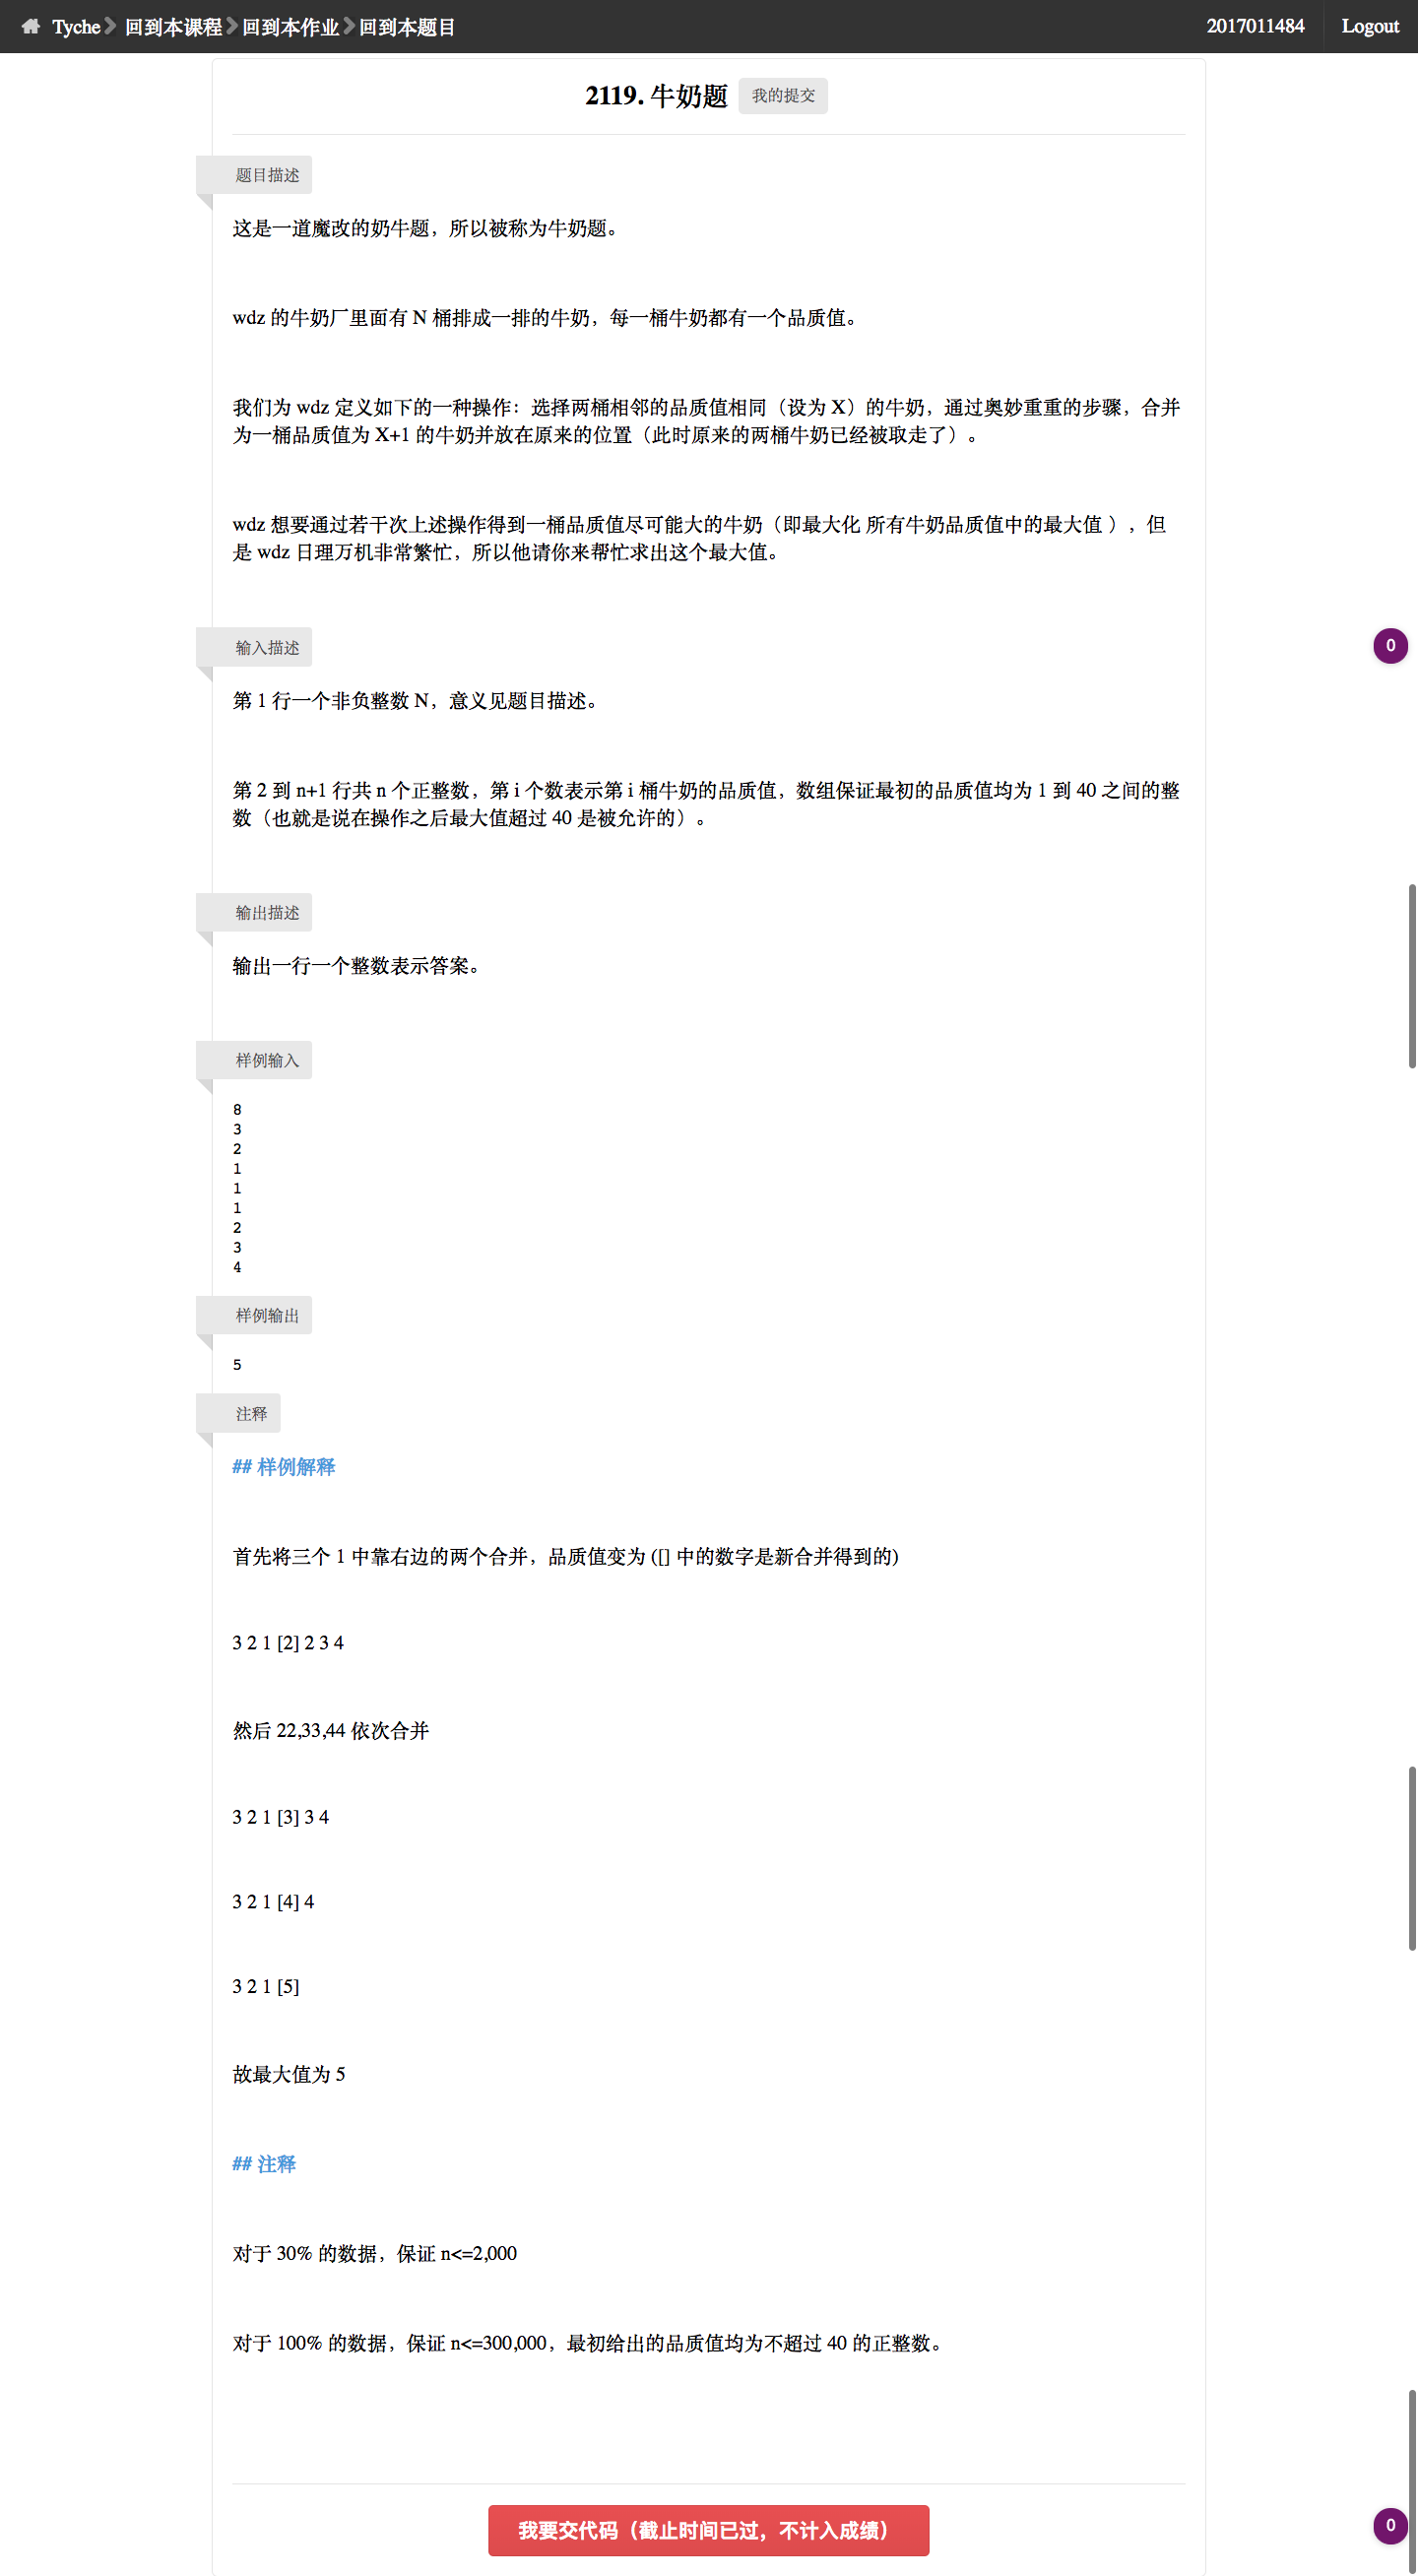 Tyche 回到本课程 回到本作业 回到本题目 2017011484 Logout
2119. 牛奶题 我的提交
题目描述
这是一道魔改的奶牛题，所以被称为牛奶题。
wdz 的牛奶厂里面有 N 桶排成一排的牛奶，每一桶牛奶都有一个品质值。
我们为 wdz 定义如下的一种操作：选择两桶相邻的品质值相同（设为 X）的牛奶，通过奥妙重重的步骤，合并
为一桶品质值为 X+1 的牛奶并放在原来的位置（此时原来的两桶牛奶已经被取走了）。
wdz 想要通过若干次上述操作得到一桶品质值尽可能大的牛奶（即最大化 所有牛奶品质值中的最大值 ），但
是 wdz 日理万机非常繁忙，所以他请你来帮忙求出这个最大值。
输入描述
0
第 1 行一个非负整数 N，意义见题目描述。
第 2 到 n+1 行共 n 个正整数，第 i 个数表示第 i 桶牛奶的品质值，数组保证最初的品质值均为 1 到 40 之间的整
数（也就是说在操作之后最大值超过 40 是被允许的）。
输出描述
输出一行一个整数表示答案。
样例输入
8
3
2
1
1
1
2
3
4
样例输出
5
注释
## 样例解释
首先将三个 1 中靠右边的两个合并，品质值变为 ([] 中的数字是新合并得到的)
3 2 1 [2] 2 3 4
然后 22,33,44 依次合并
3 2 1 [3] 3 4
3 2 1 [4] 4
3 2 1 [5]
故最大值为 5
## 注释
对于 30% 的数据，保证 n<=2,000
对于 100% 的数据，保证 n<=300,000，最初给出的品质值均为不超过 40 的正整数。
我要交代码（截止时间已过，不计入成绩）
0